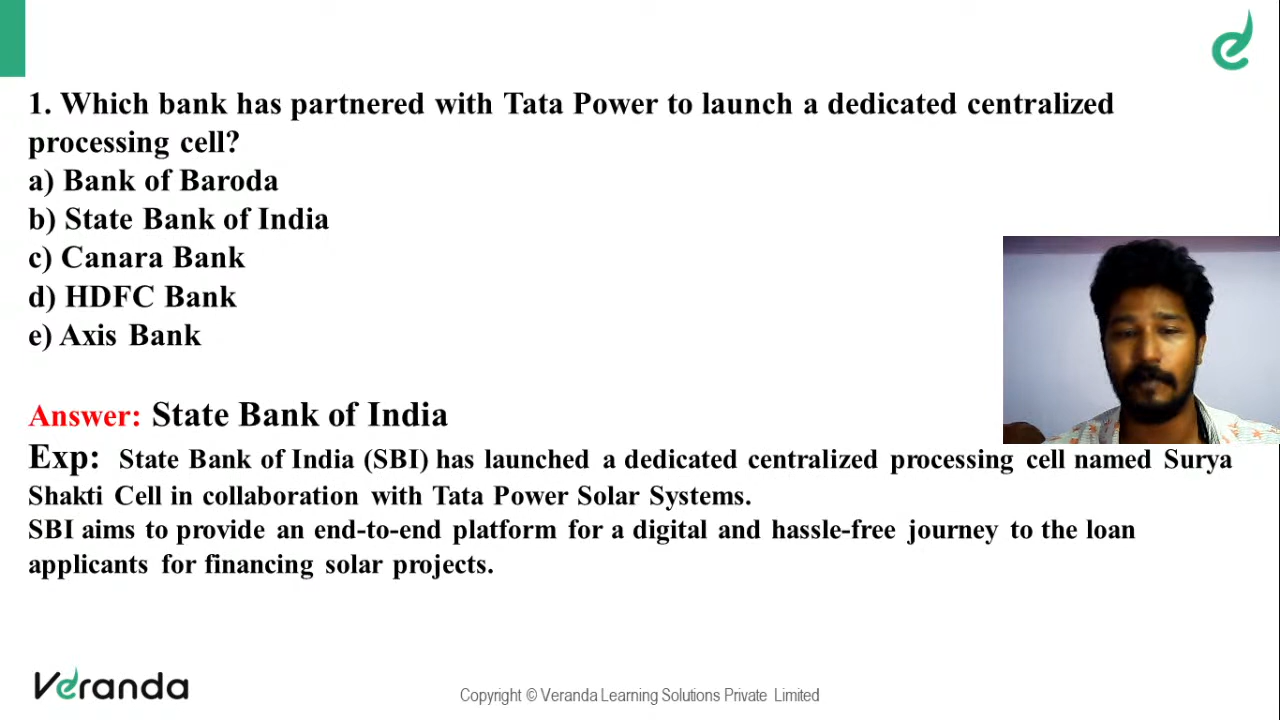 1. Which bank has partnered with Tata Power to launch a dedicated centralized
processing cell?
a) Bank of Baroda
b) State Bank of India
c) Canara Bank
d) HDFC Bank
e) Axis Bank
Answer: State Bank of India
Exp: State Bank of India (SBI) has launched a dedicated centralized processing cell named Surya
Shakti Cell in collaboration with Tata Power Solar Systems.
SBI aims to provide an end-to-end platform for a digital and hassle-free journey to the loan
applicants for financing solar projects.
Veranda
Copyright © Veranda Learning Solutions Private Limited